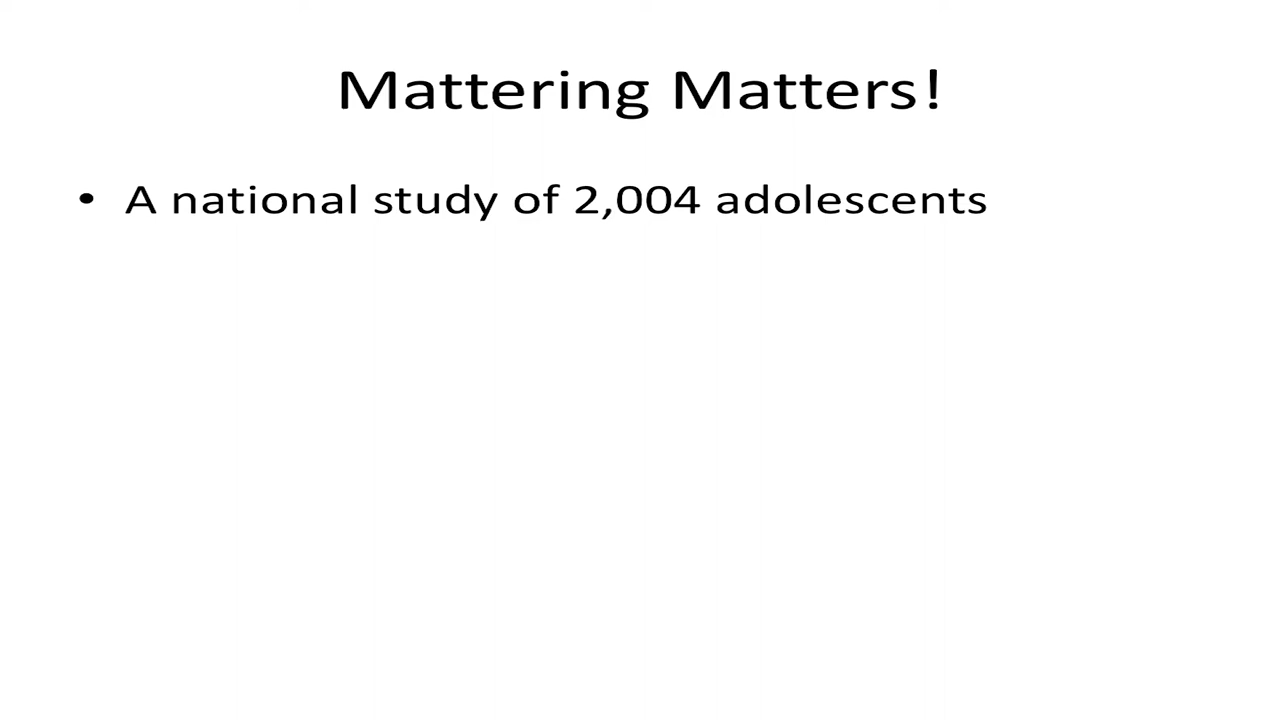 Mattering Matters!
• A national study of 2,004 adolescents